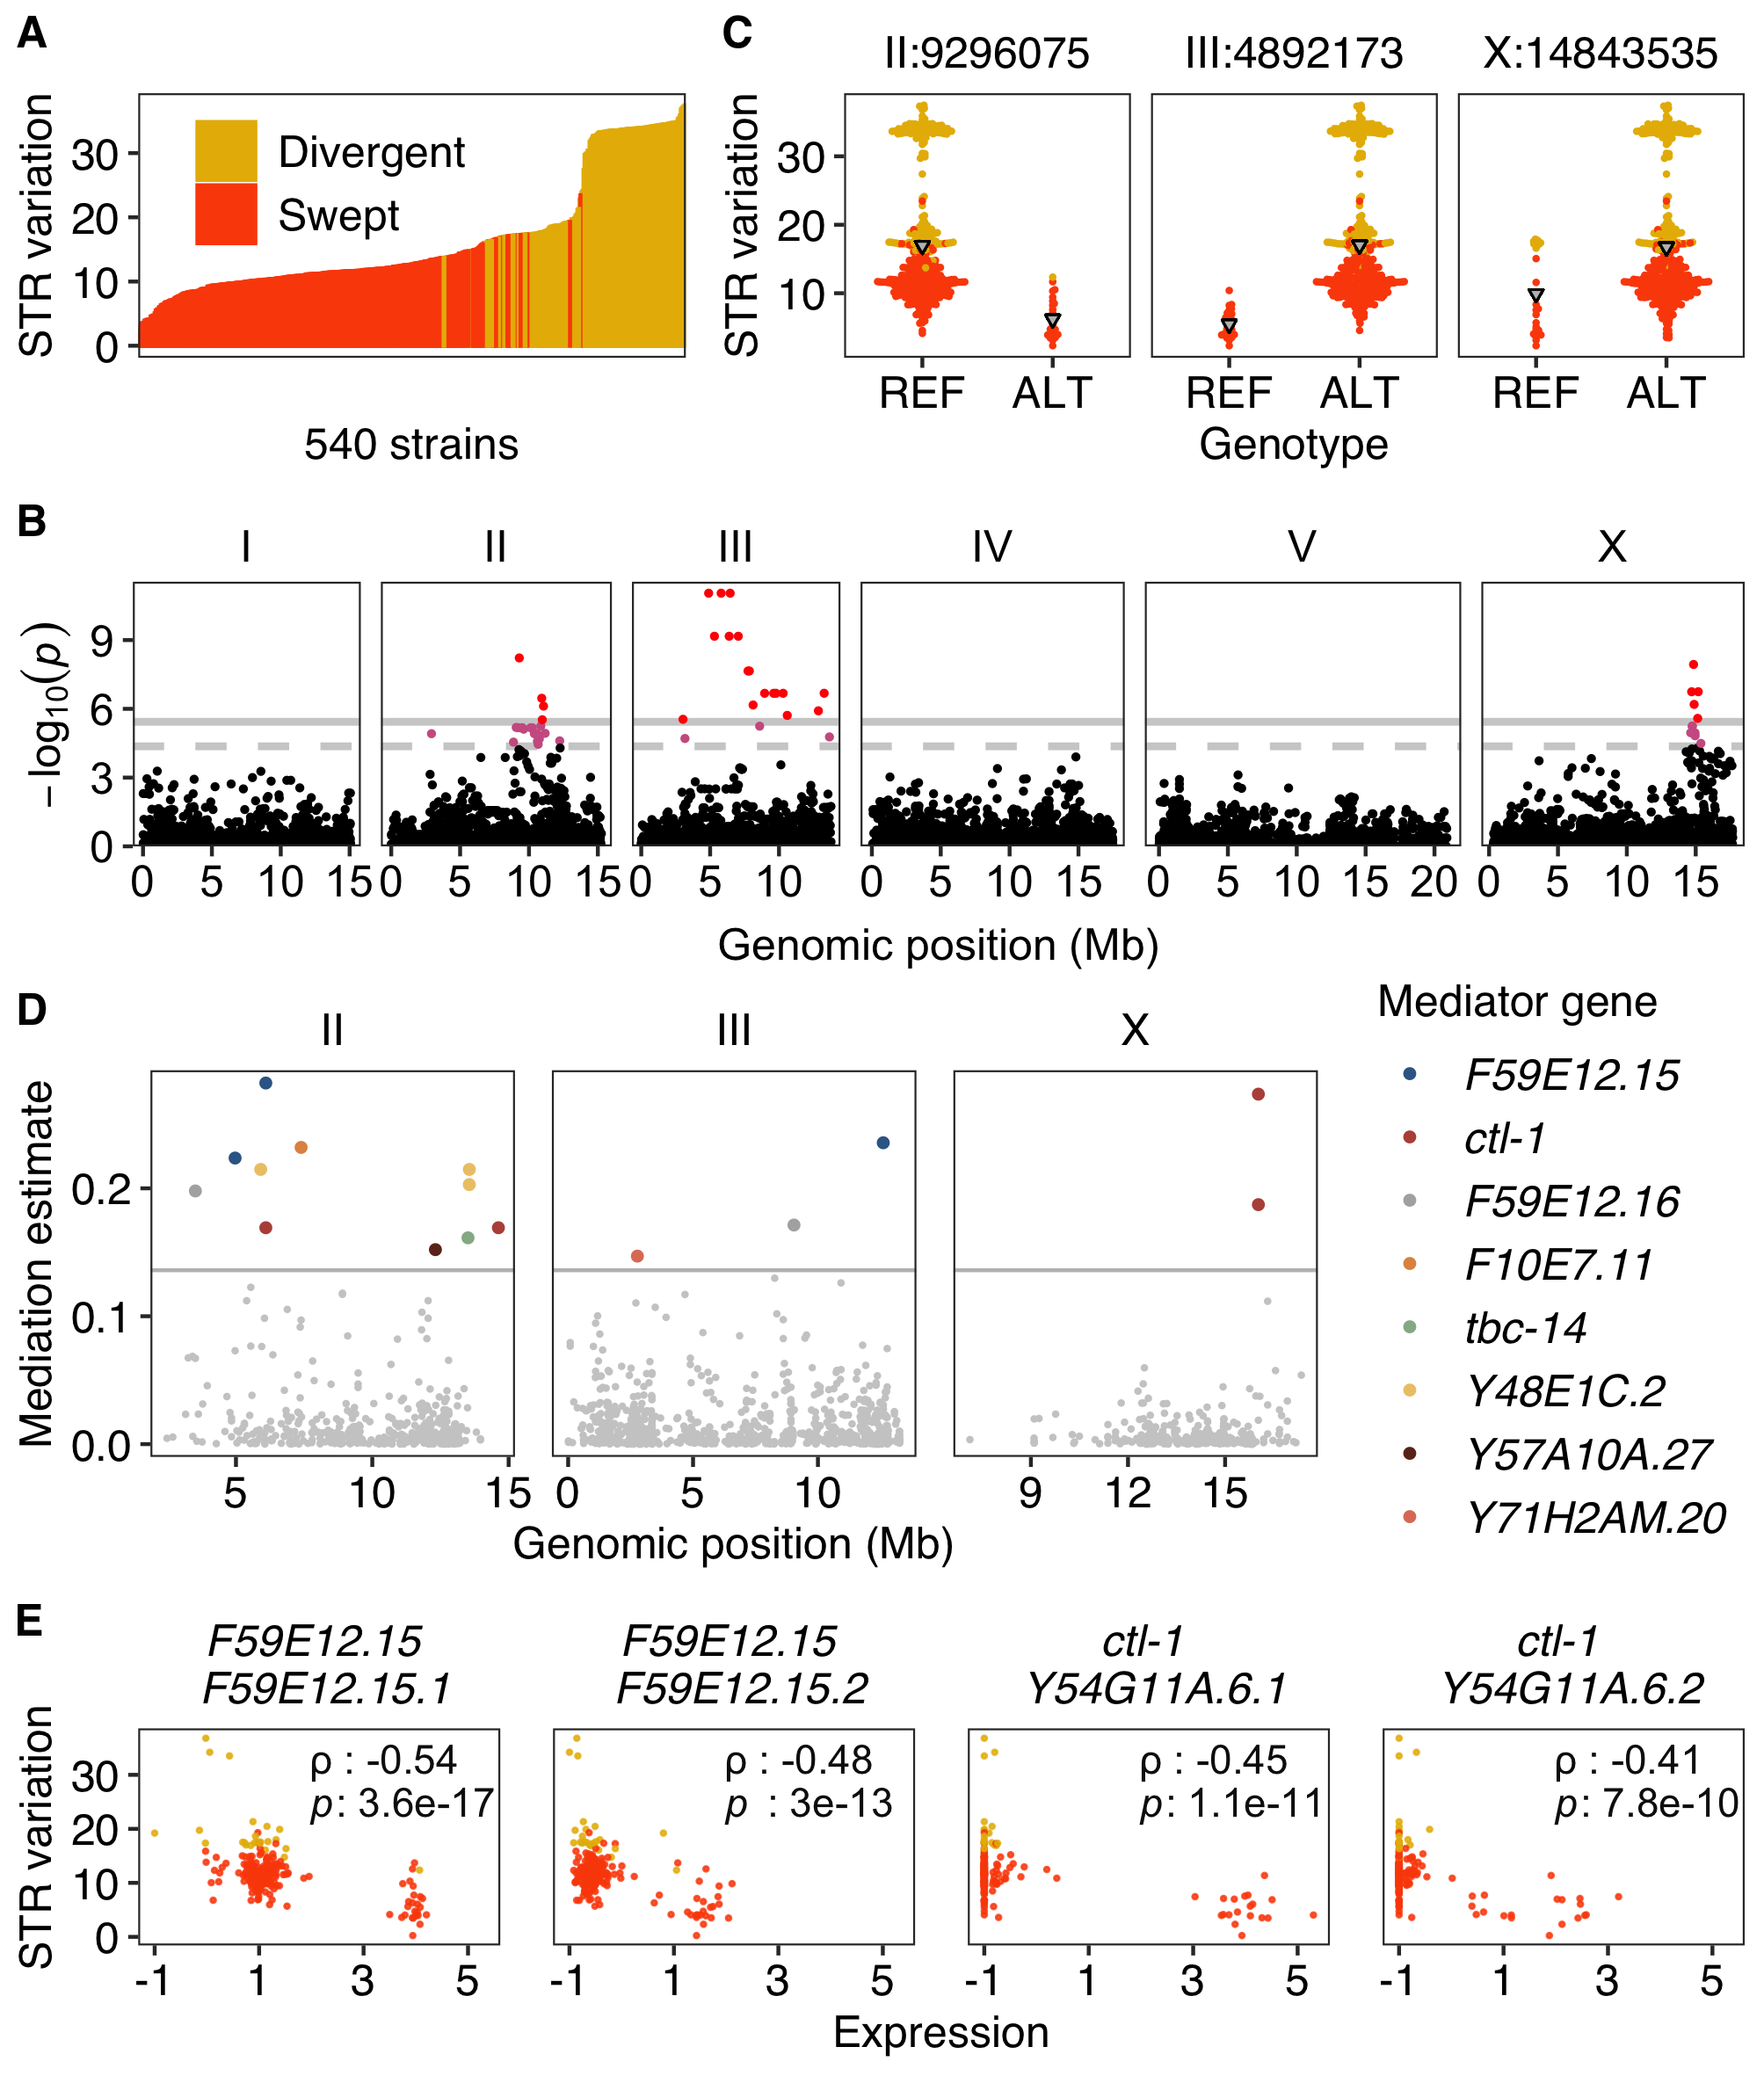 A
STR variation
30
20
10
0
Divergent
Swept
540 strains
C
II:9296075
III:4892173
X:14843535
STR variation
30
20
10
REF
ALT
REF
ALT
REF
ALT
Genotype
B
I
II
III
IV
V
X
−log10(p)
9
6
3
0
0 5 10 15
0 5 10 15
0 5 10
0 5 10 15
0 5 10 15 20
0 5 10 15
Genomic position (Mb)
D
II
III
X
Mediation estimate
0.2
0.1
0.0
5 10 15
0 5 10
9 12 15
Genomic position (Mb)
Mediator gene
F59E12.15
ctl-1
F59E12.16
F10E7.11
tbc-14
Y48E1C.2
Y57A10A.27
Y71H2AM.20
E
F59E12.15
F59E12.15.1
F59E12.15
F59E12.15.2
ctl-1
Y54G11A.6.1
ctl-1
Y54G11A.6.2
STR variation
30
20
10
0
ρ : -0.54
p: 3.6e-17
ρ : -0.48
p : 3e-13
ρ : -0.45
p: 1.1e-11
ρ : -0.41
p: 7.8e-10
-1 1 3 5
-1 1 3 5
-1 1 3 5
-1 1 3 5
Expression